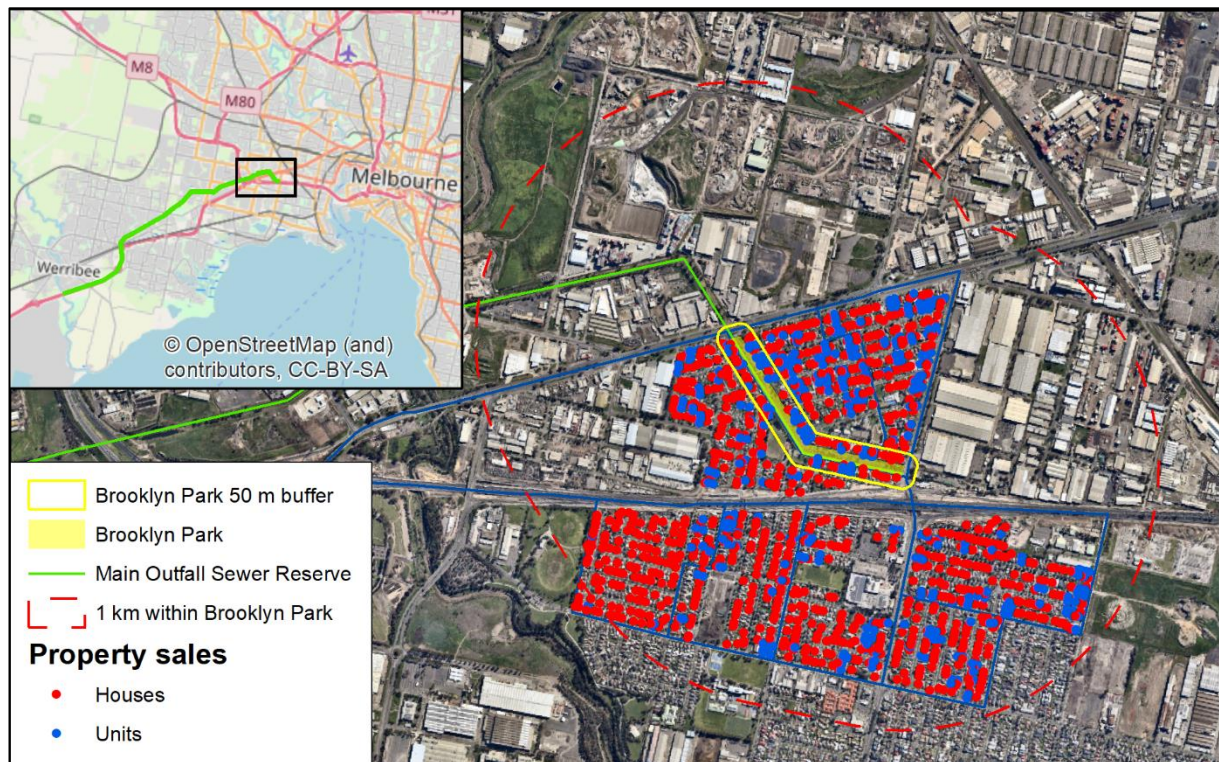 M31
M8
M80
Melbourne
Werribee
© OpenStreetMap (and)
contributors, CC-BY-SA
Brooklyn Park 50 m buffer
Brooklyn Park
Main Outfall Sewer Reserve
1 km within Brooklyn Park
Property sales
Houses
Units